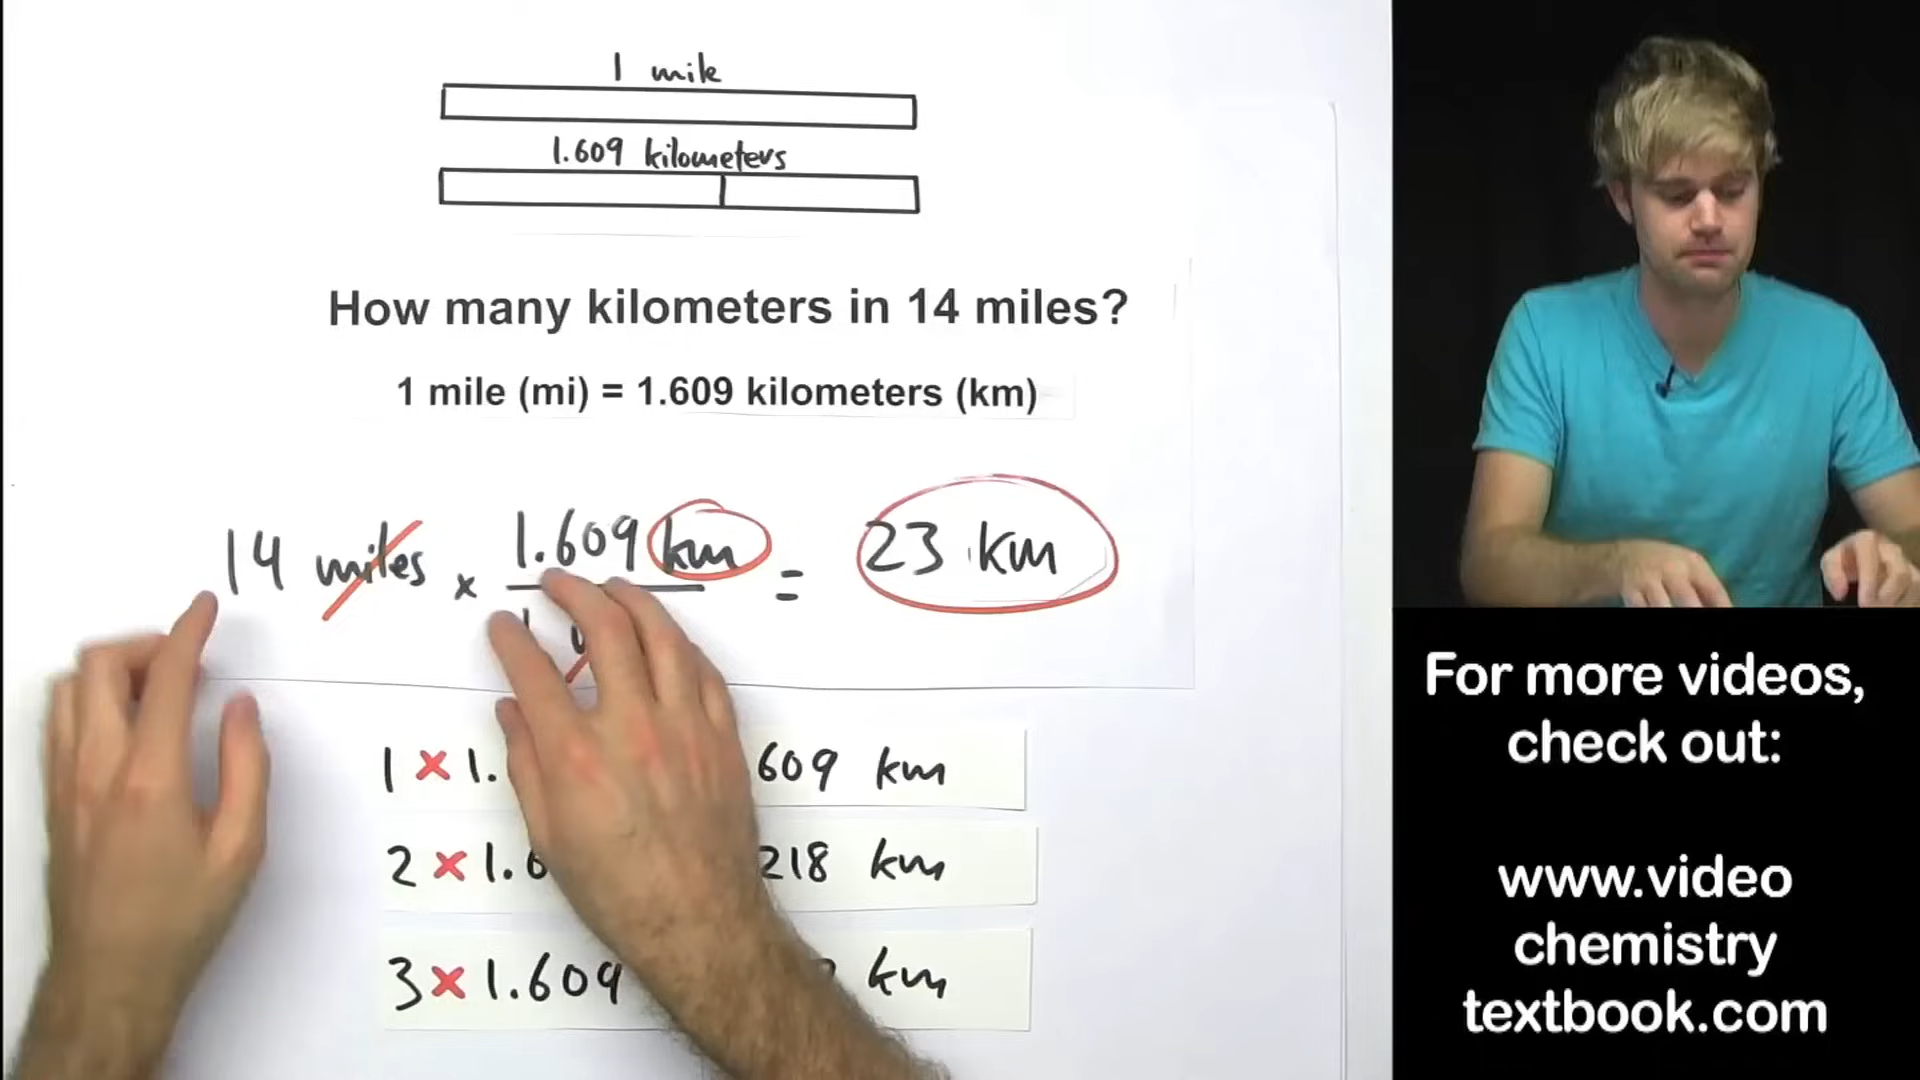 1 mile
1.609 kilometers
How many kilometers in 14 miles?
1 mile (mi) = 1.609 kilometers (km)
14 miles × 1.609 km = 23 km
1
1 × 1. 609 km
2 × 1.6 218 km
3 × 1.609 km
For more videos,
check out:
www.video
chemistry
textbook.com